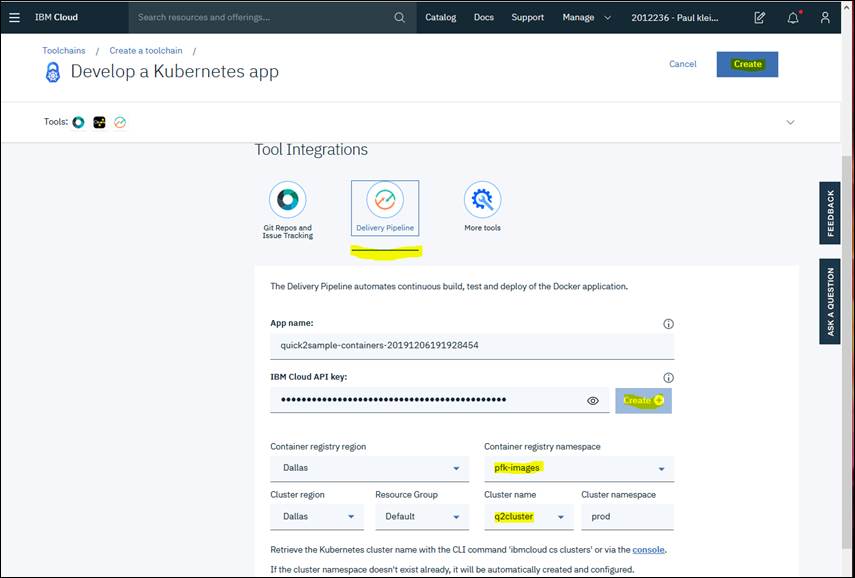 IBM Cloud
Search resources and offerings...
Catalog
Docs
Support
Manage
2012236 - Paul klei...
Toolchains / Create a toolchain /
Develop a Kubernetes app
Cancel
Create
Tools:
Tool Integrations
Git Repos and
Issue Tracking
Delivery Pipeline
More tools
FEEDBACK
ASK A QUESTION
The Delivery Pipeline automates continuous build, test and deploy of the Docker application.
App name:
quick2sample-containers-20191206191928454
IBM Cloud API key:
Create
Container registry region
Container registry namespace
Dallas
pfk-images
Cluster region
Resource Group
Cluster name
Cluster namespace
Dallas
Default
q2cluster
prod
Retrieve the Kubernetes cluster name with the CLI command 'ibmcloud cs clusters' or via the console.
If the cluster namespace doesn't exist already, it will be automatically created and configured.